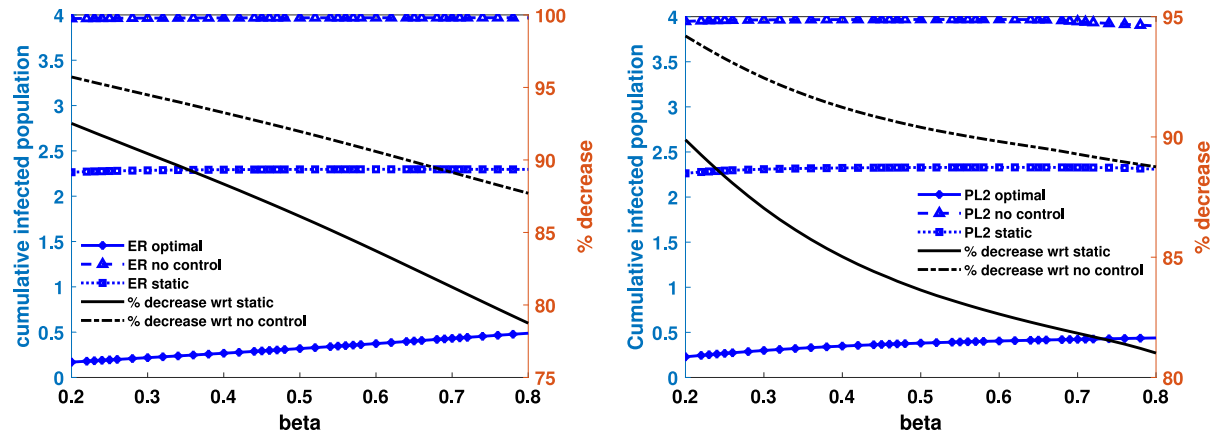 cumulative infected population
4
3.5
3
2.5
2
1.5
1
0.5
0
100
95
90
85
80
75
% decrease
0.2
0.3
0.4
0.5
0.6
0.7
0.8
beta
ER optimal
ER no control
ER static
% decrease wrt static
% decrease wrt no control
Cumulative infected population
4
3.5
3
2.5
2
1.5
1
0.5
0
95
90
85
80
% decrease
0.2
0.3
0.4
0.5
0.6
0.7
0.8
beta
PL2 optimal
PL2 no control
PL2 static
% decrease wrt static
% decrease wrt no control